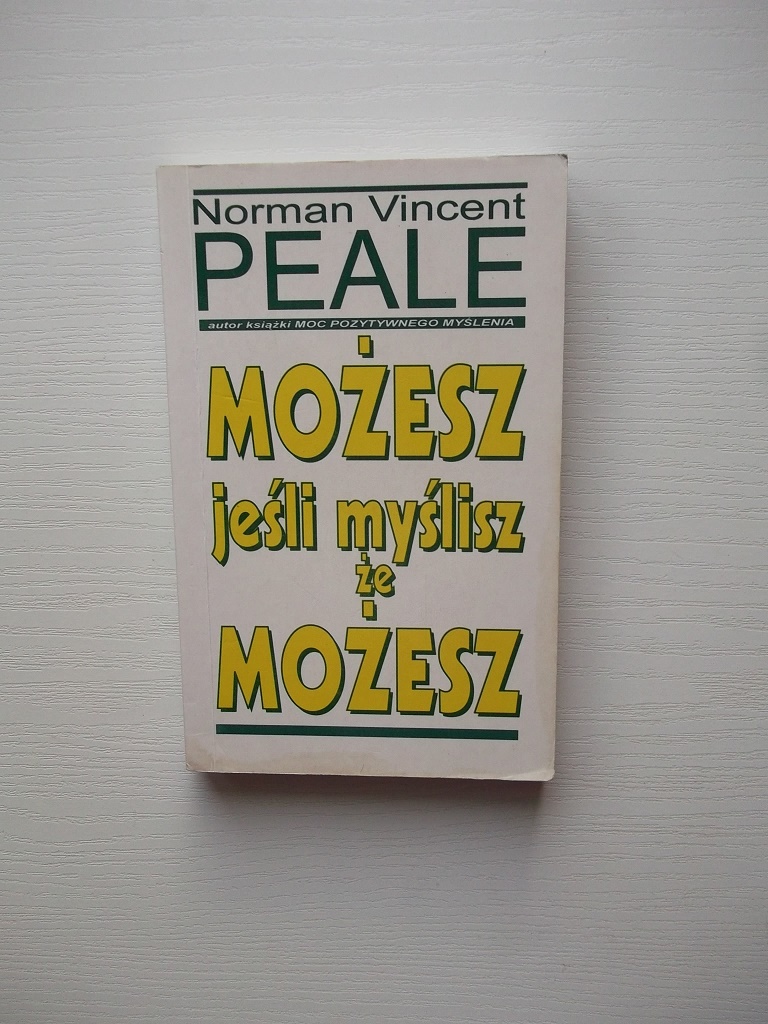 Norman Vincent
PEALE
autor książki MOC POZYTYWNEGO MYŚLENIA
MOŻESZ
jeśli myślisz
że
MOŻESZ